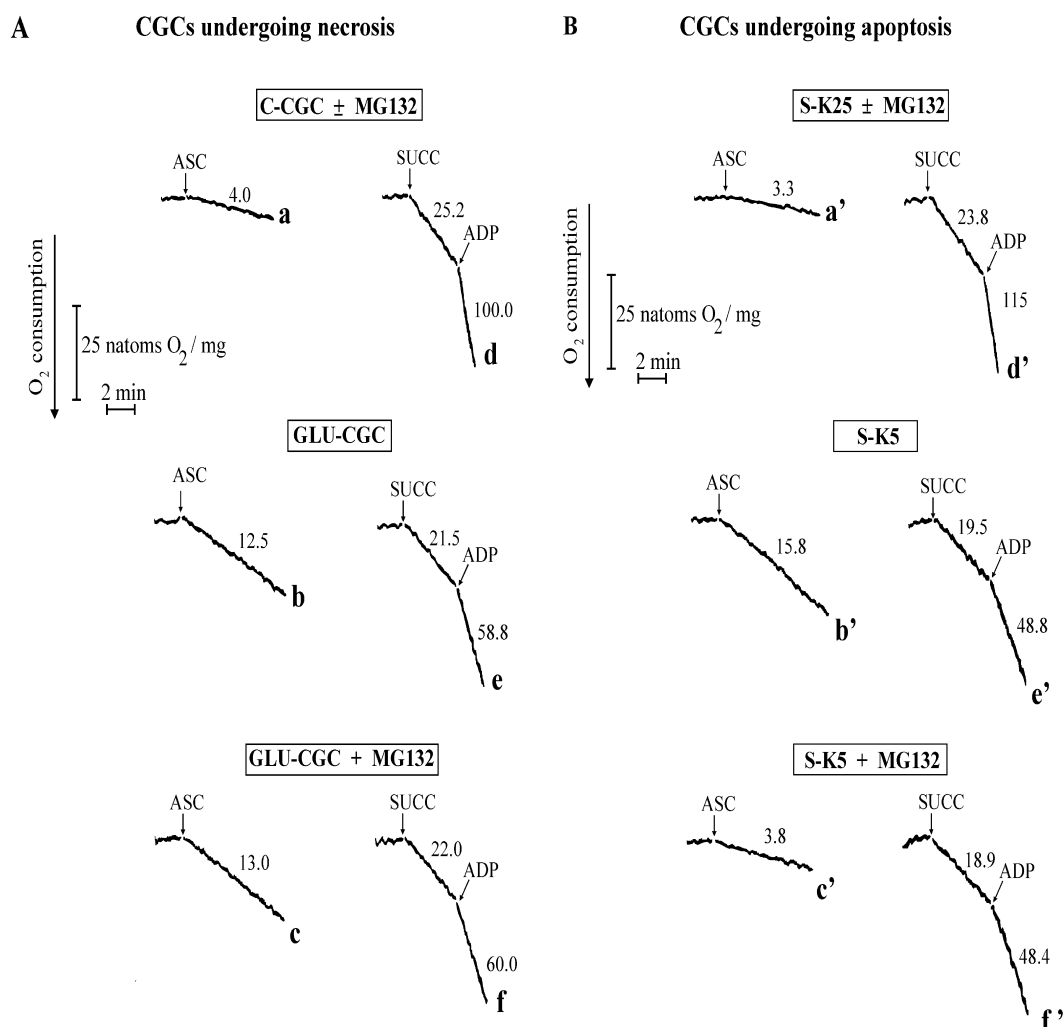 A
CGCs undergoing necrosis
C-CGC ± MG132
ASC
4.0
a
SUCC
25.2
ADP
100.0
d
O2 consumption
25 natoms O2 / mg
2 min
GLU-CGC
ASC
12.5
b
SUCC
21.5
ADP
58.8
e
GLU-CGC + MG132
ASC
13.0
c
SUCC
22.0
ADP
60.0
f
B
CGCs undergoing apoptosis
S-K25 ± MG132
ASC
3.3
a’
SUCC
23.8
ADP
115
d’
O2 consumption
25 natoms O2 / mg
2 min
S-K5
ASC
15.8
b’
SUCC
19.5
ADP
48.8
e’
S-K5 + MG132
ASC
3.8
c’
SUCC
18.9
ADP
48.4
f’